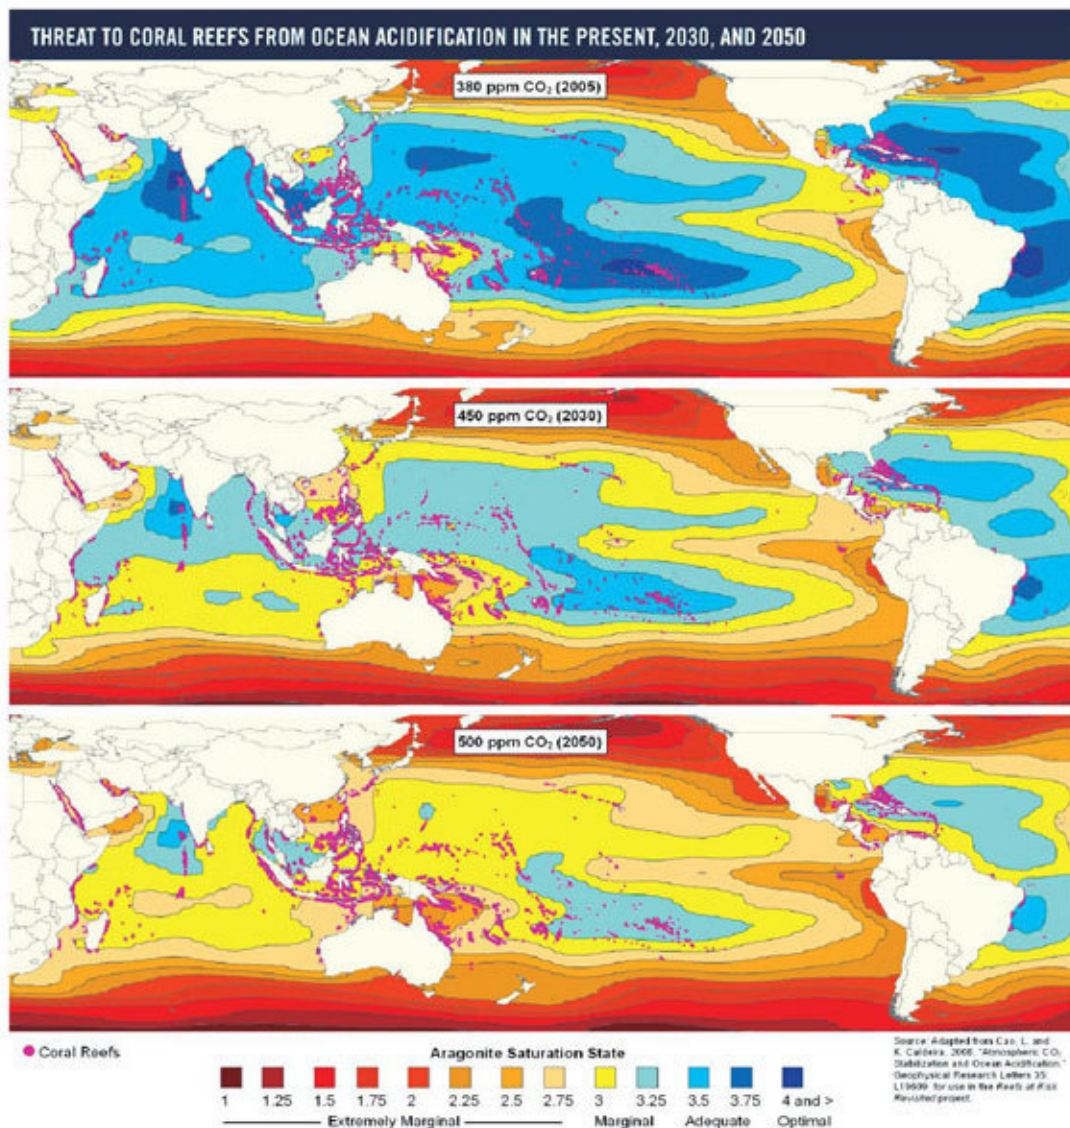 THREAT TO CORAL REEFS FROM OCEAN ACIDIFICATION IN THE PRESENT, 2030, AND 2050
380 ppm CO₂ (2005)
450 ppm CO₂ (2030)
500 ppm CO₂ (2050)
Coral Reefs
Aragonite Saturation State
1 1.25 1.5 1.75 2 2.25 2.5 2.75 3 3.25 3.5 3.75 4 and >
Extremely Marginal Marginal Adequate Optimal
Source: Adapted from Cao, L. and
K. Caldeira. 2008. "Atmospheric CO₂
Stabilization and Ocean Acidification."
Geophysical Research Letters 35:
L19609 for use in the Reefs at Risk
Revisited project.